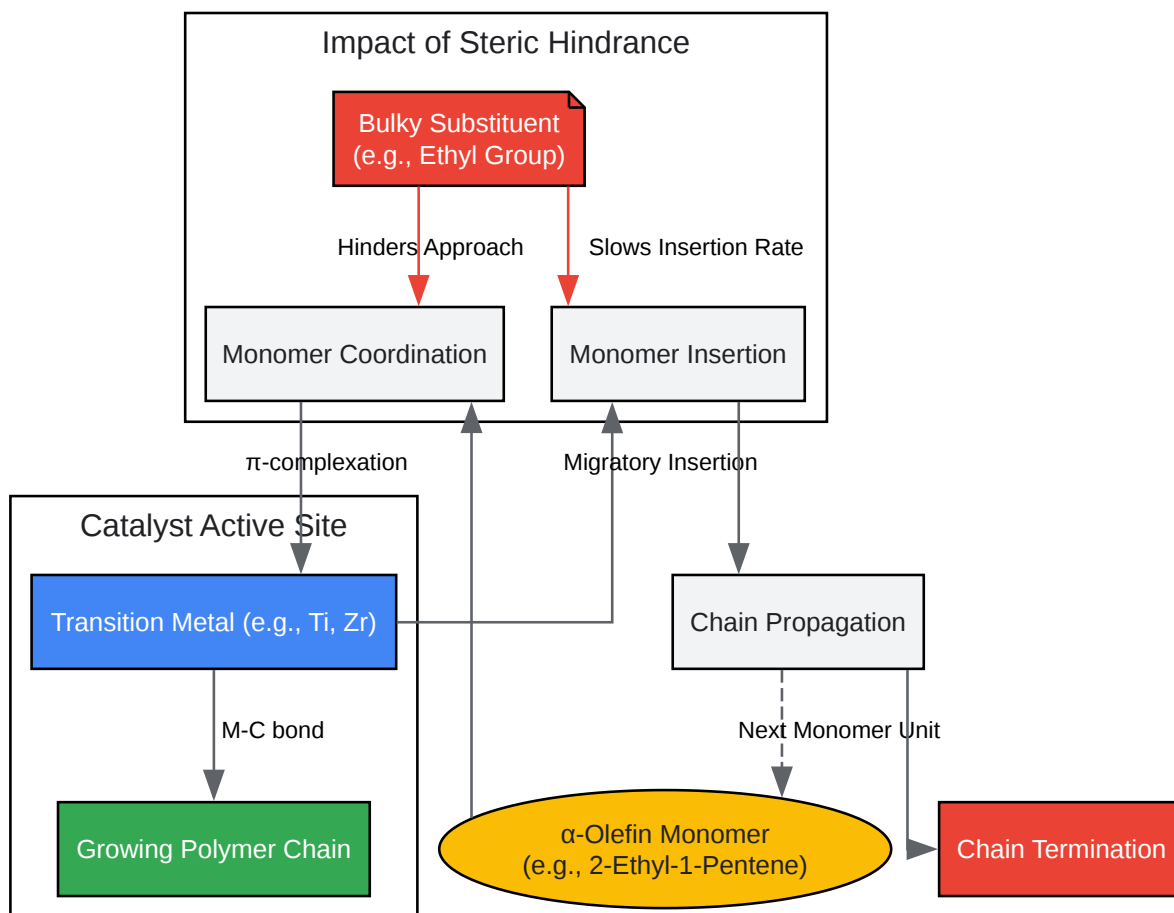 Impact of Steric Hindrance
Bulky Substituent
(e.g., Ethyl Group)
Hinders Approach
Slows Insertion Rate
Monomer Coordination
Monomer Insertion
π-complexation
Migratory Insertion
Catalyst Active Site
Transition Metal (e.g., Ti, Zr)
Chain Propagation
M-C bond
Next Monomer Unit
Growing Polymer Chain
α-Olefin Monomer
(e.g., 2-Ethyl-1-Pentene)
Chain Termination